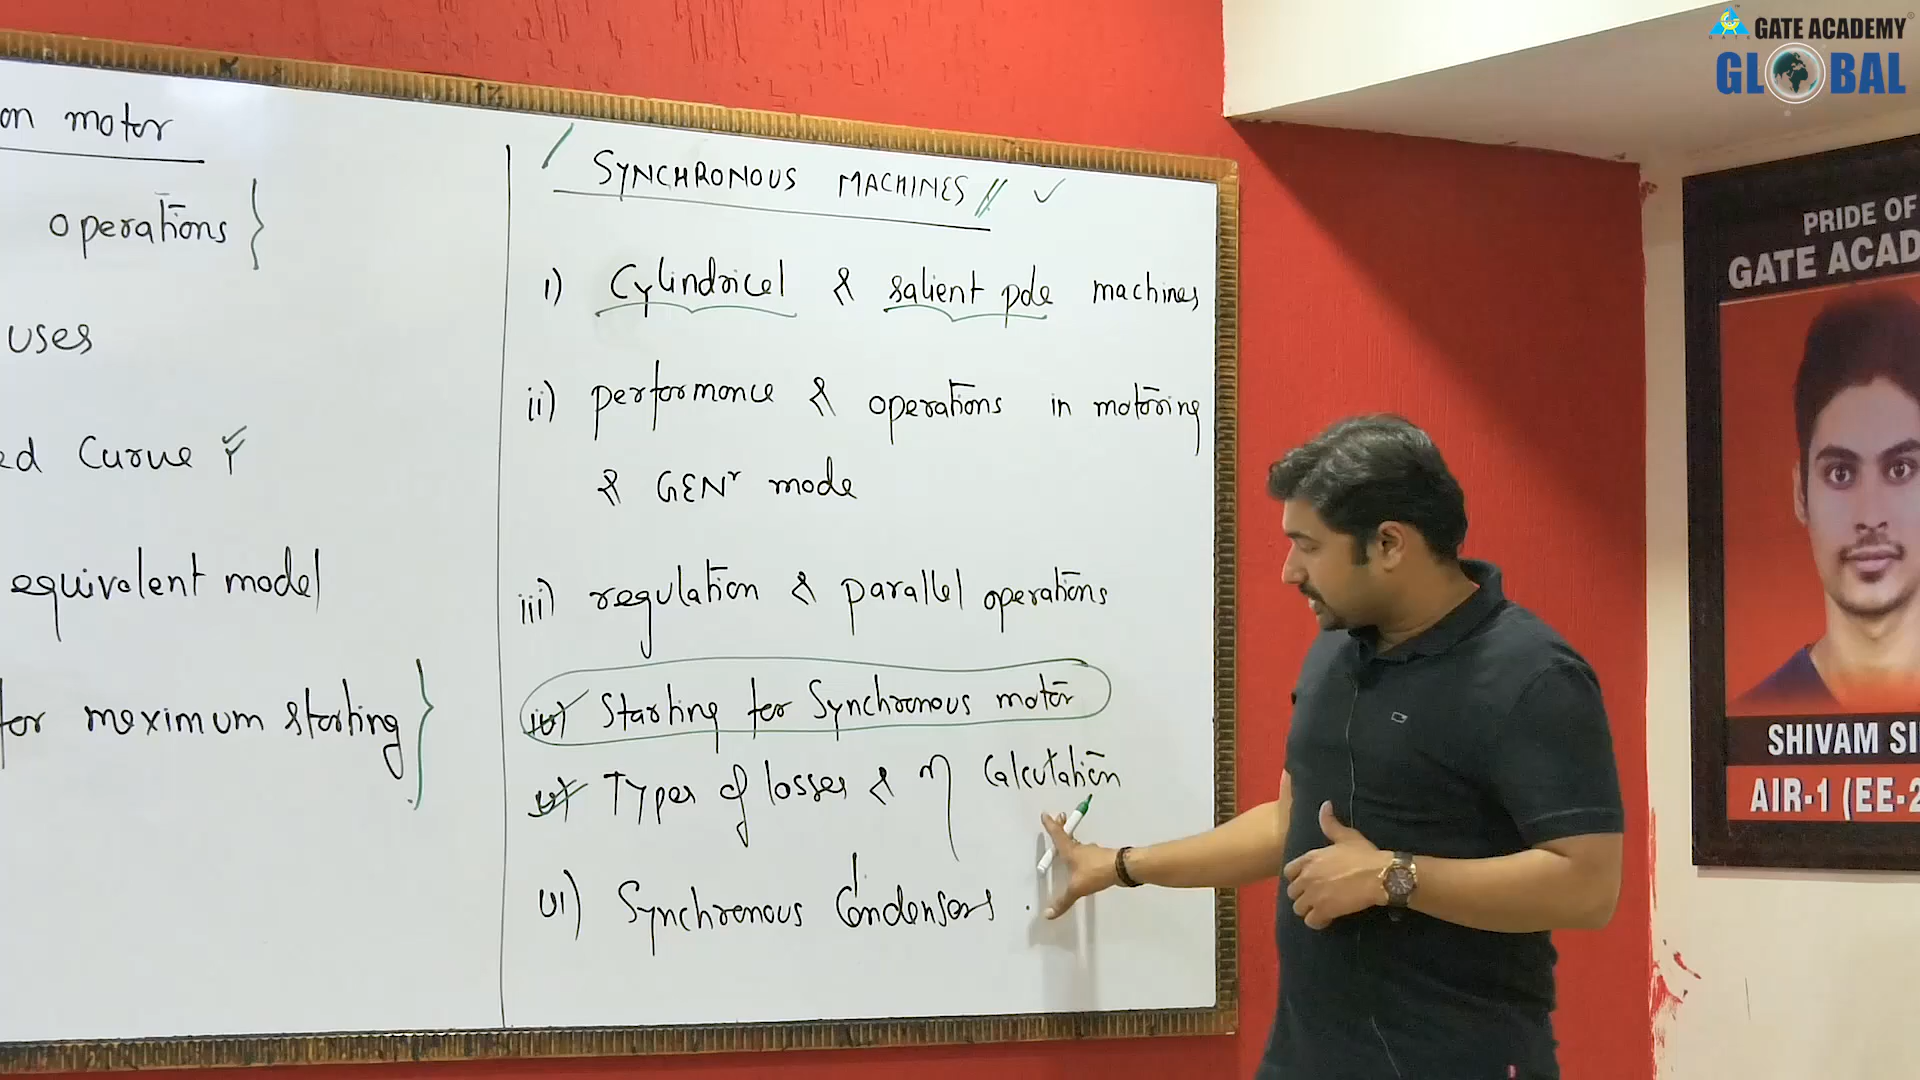 GATE ACADEMY
GLOBAL
on motor
operations }
uses
ed Curve
equivalent model
for maximum starting }
SYNCHRONOUS MACHINES // ✓
i) Cylindricel & salient pole machines
ii) performance & operations in motoring
& GENr mode
iii) regulation & parallel operations
iv) Starting for Synchronous motor
v) Types of losses & η Calculation
vi) Synchronous Condensors .
PRIDE OF
GATE ACAD
SHIVAM SI
AIR-1 (EE-2